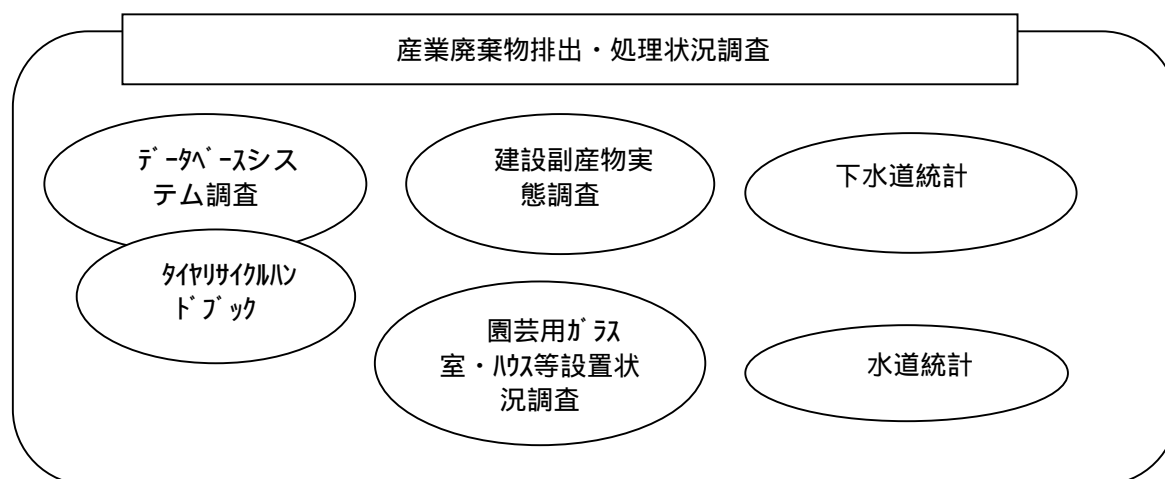 産業廃棄物排出・処理状況調査
ﾃﾞｰﾀﾍﾞｰｽシス
テム調査
建設副産物実
態調査
下水道統計
ﾀｲﾔﾘｻｲｸﾙﾊﾝ
ﾄﾞﾌﾞｯｸ
園芸用ｶﾞﾗｽ
室・ﾊｳｽ等設置状
況調査
水道統計